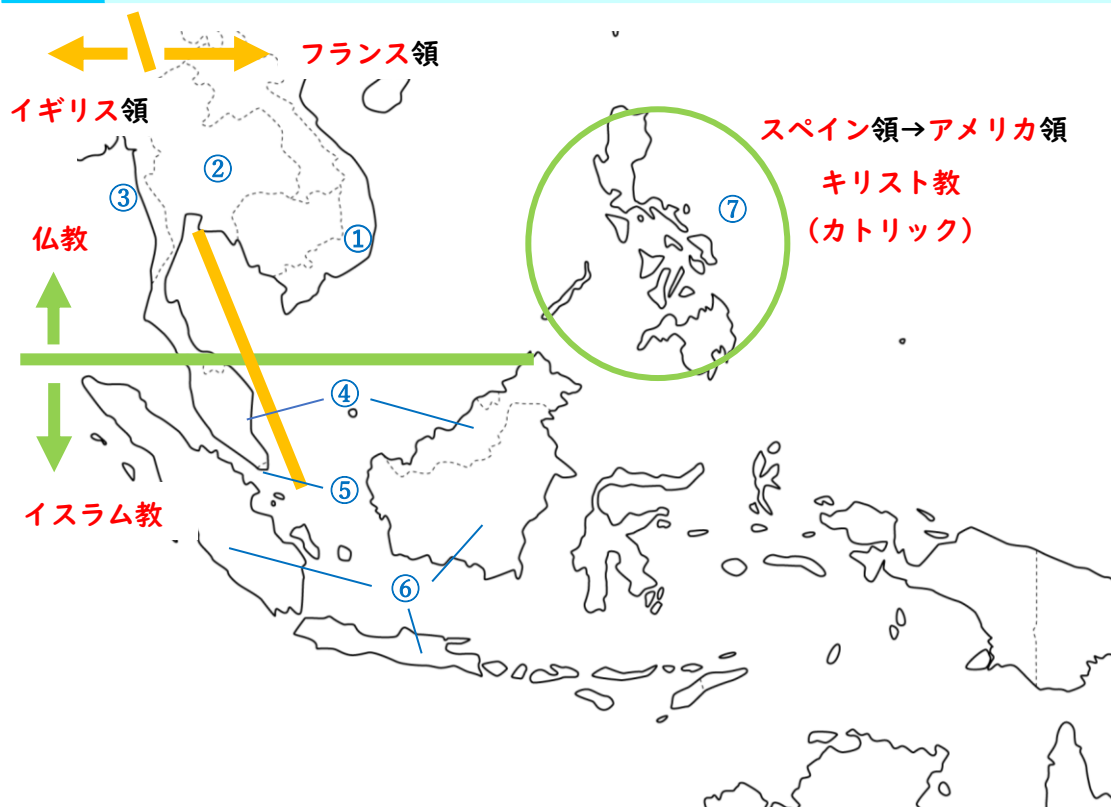 フランス領
イギリス領
スペイン領→アメリカ領
キリスト教
（カトリック）
②
③
⑦
①
仏教
④
⑤
イスラム教
⑥